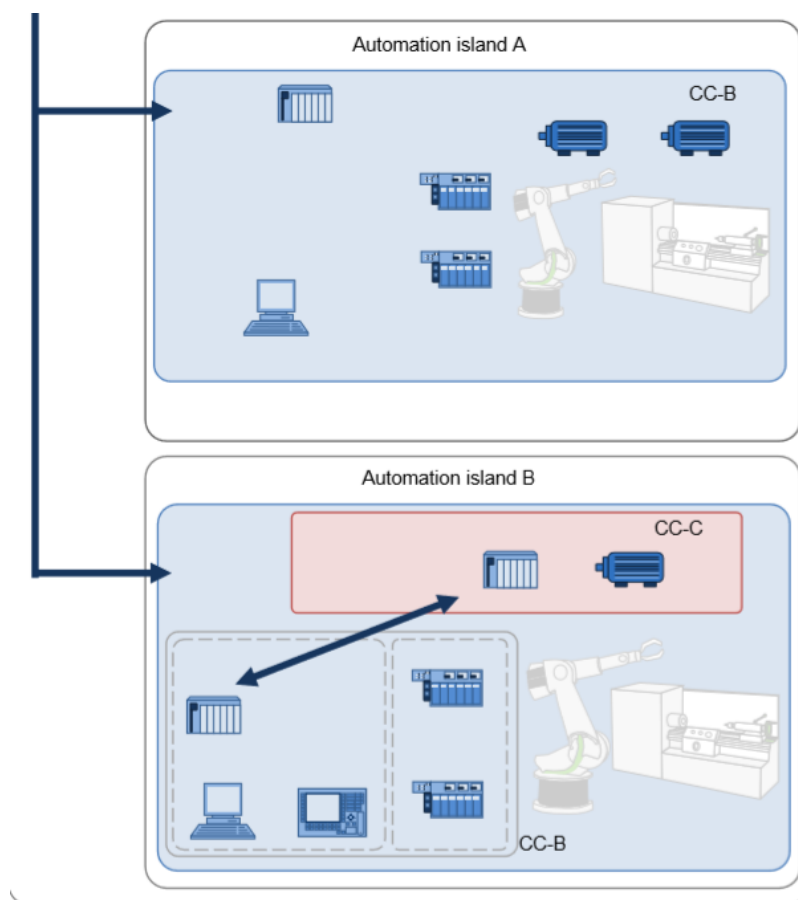 Automation island A
CC-B
Automation island B
CC-C
CC-B